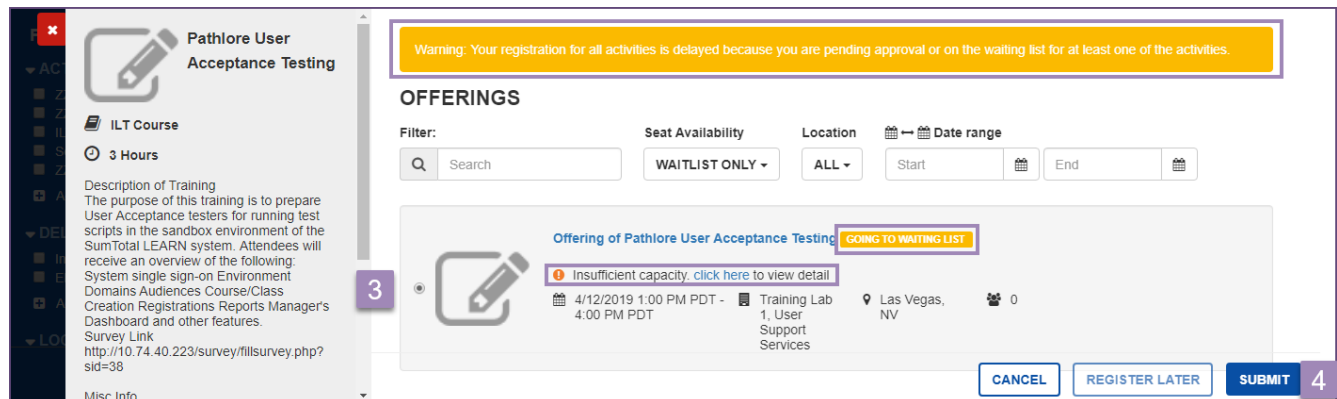 Pathlore User
Acceptance Testing
ILT Course
3 Hours
Description of Training
The purpose of this training is to prepare
User Acceptance testers for running test
scripts in the sandbox environment of the
SumTotal LEARN system. Attendees will
receive an overview of the following:
System single sign-on Environment
Domains Audiences Course/Class
Creation Registrations Reports Manager's
Dashboard and other features.
Survey Link
http://10.74.40.223/survey/fillsurvey.php?
sid=38
Misc Info
Warning: Your registration for all activities is delayed because you are pending approval or on the waiting list for at least one of the activities.
OFFERINGS
Filter: Seat Availability Location Date range
Search WAITLIST ONLY ALL Start End
Offering of Pathlore User Acceptance Testing GOING TO WAITING LIST
Insufficient capacity. click here to view detail
3
4/12/2019 1:00 PM PDT - Training Lab Las Vegas, 0
4:00 PM PDT 1, User NV
Support
Services
CANCEL REGISTER LATER SUBMIT 4